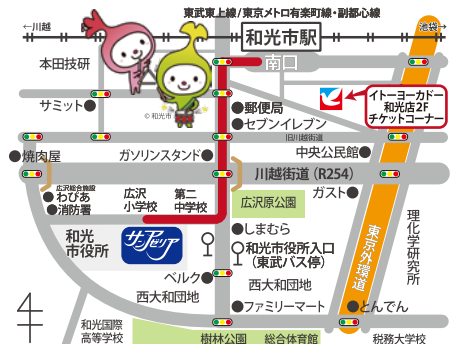 東武東上線/東京メトロ有楽町線・副都心線
←川越
和光市駅
池袋→
本田技研
南口
イトーヨーカドー
和光店2F
チケットコーナー
サミット
© 和光市
郵便局
セブンイレブン
旧川越街道
焼肉屋
ガソリンスタンド
中央公民館
川越街道（R254）
広沢総合施設
わぴあ
消防署
広沢
小学校
第二
中学校
広沢原公園
ガスト
和光
市役所
サンアゼリア
しまむら
和光市役所入口
（東武バス停）
東京外環道
理化学研究所
ベルク
西大和団地
西大和団地
ファミリーマート
とんでん
和光国際
高等学校
樹林公園
総合体育館
税務大学校